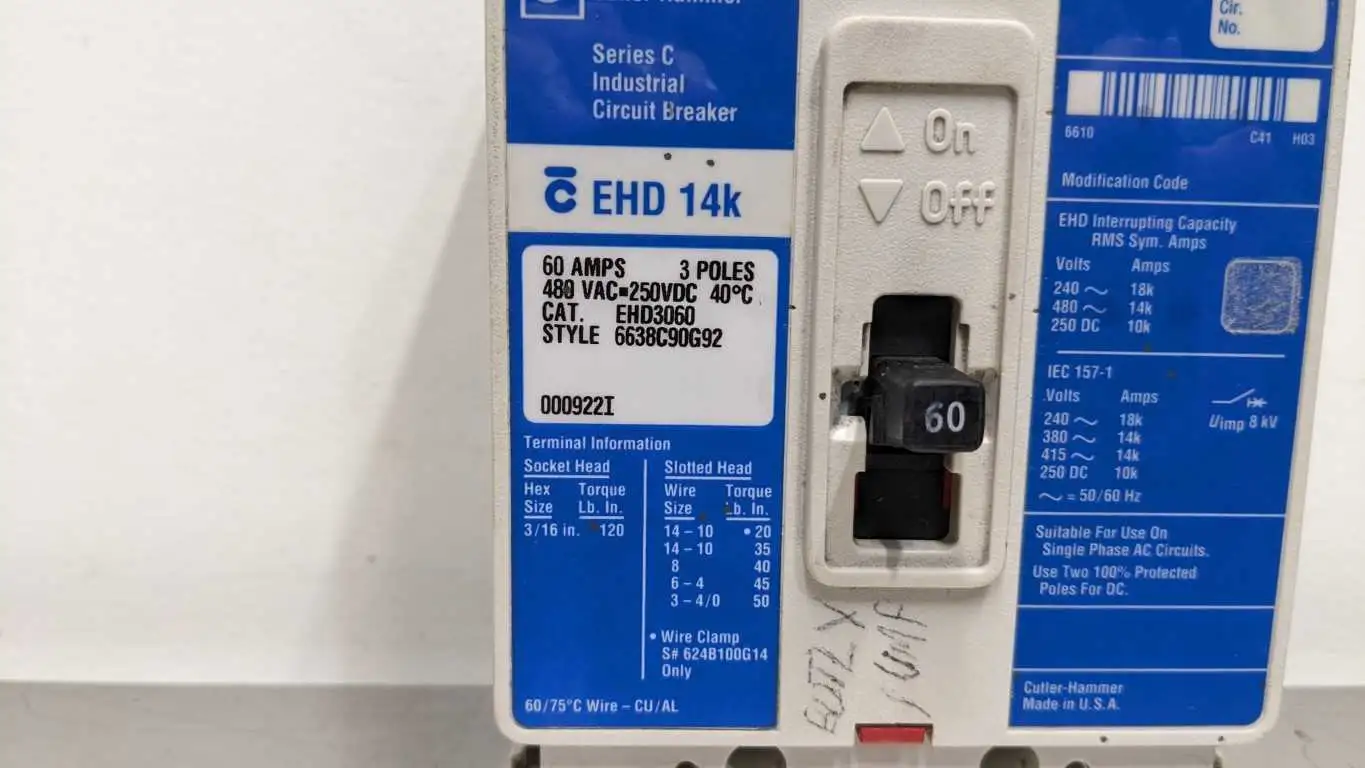 Series C
Industrial
Circuit Breaker
EHD 14k
60 AMPS 3 POLES
480 VAC=250VDC 40°C
CAT. EHD3060
STYLE 6638C90G92
000922I
Terminal Information
Socket Head
Hex Torque
Size Lb. In.
3/16 in. 120
Slotted Head
Wire Torque
Size Lb. In.
14 – 10 • 20
14 – 10 35
8 40
6 – 4 45
3 – 4/0 50
• Wire Clamp
S# 624B100G14
Only
60/75°C Wire – CU/AL
△ On
▽ Off
60
Cir.
No.
6610 C41 H03
Modification Code
EHD Interrupting Capacity
RMS Sym. Amps
Volts Amps
240 ~ 18k
480 ~ 14k
250 DC 10k
IEC 157-1
Volts Amps
240 ~ 18k
380 ~ 14k
415 ~ 14k
250 DC 10k
~ = 50/60 Hz
Uimp 8 kV
Suitable For Use On
Single Phase AC Circuits.
Use Two 100% Protected
Poles For DC.
Cutler-Hammer
Made in U.S.A.